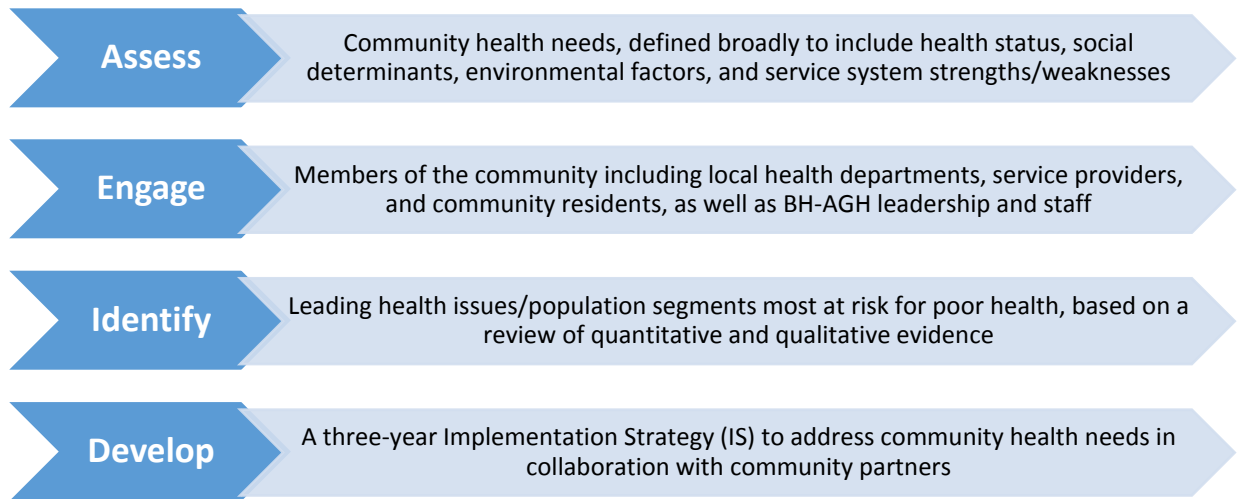 Assess
Community health needs, defined broadly to include health status, social
determinants, environmental factors, and service system strengths/weaknesses
Engage
Members of the community including local health departments, service providers,
and community residents, as well as BH-AGH leadership and staff
Identify
Leading health issues/population segments most at risk for poor health, based on a
review of quantitative and qualitative evidence
Develop
A three-year Implementation Strategy (IS) to address community health needs in
collaboration with community partners